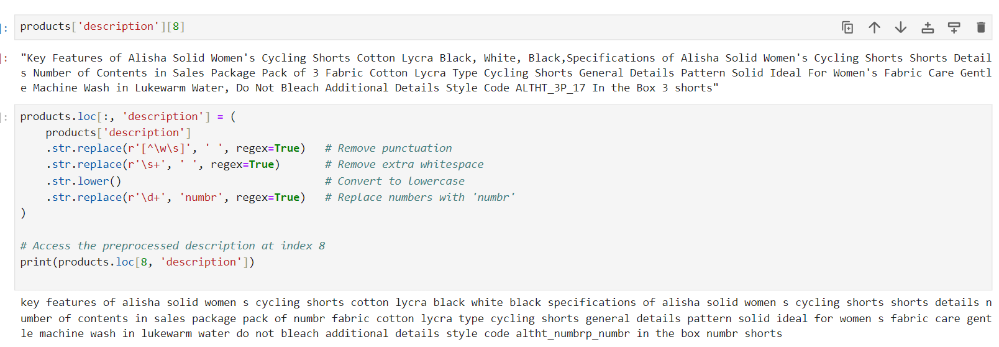 ]: products['description'][8]
]: "Key Features of Alisha Solid Women's Cycling Shorts Cotton Lycra Black, White, Black,Specifications of Alisha Solid Women's Cycling Shorts Shorts Detail
s Number of Contents in Sales Package Pack of 3 Fabric Cotton Lycra Type Cycling Shorts General Details Pattern Solid Ideal For Women's Fabric Care Gentl
e Machine Wash in Lukewarm Water, Do Not Bleach Additional Details Style Code ALTHT_3P_17 In the Box 3 shorts"
]: products.loc[:, 'description'] = (
    products['description']
    .str.replace(r'[^\w\s]', ' ', regex=True)   # Remove punctuation
    .str.replace(r'\s+', ' ', regex=True)       # Remove extra whitespace
    .str.lower()                                # Convert to lowercase
    .str.replace(r'\d+', 'numbr', regex=True)   # Replace numbers with 'numbr'
)
# Access the preprocessed description at index 8
print(products.loc[8, 'description'])
key features of alisha solid women s cycling shorts cotton lycra black white black specifications of alisha solid women s cycling shorts shorts details n
umber of contents in sales package pack of numbr fabric cotton lycra type cycling shorts general details pattern solid ideal for women s fabric care gent
le machine wash in lukewarm water do not bleach additional details style code altht_numbrp_numbr in the box numbr shorts